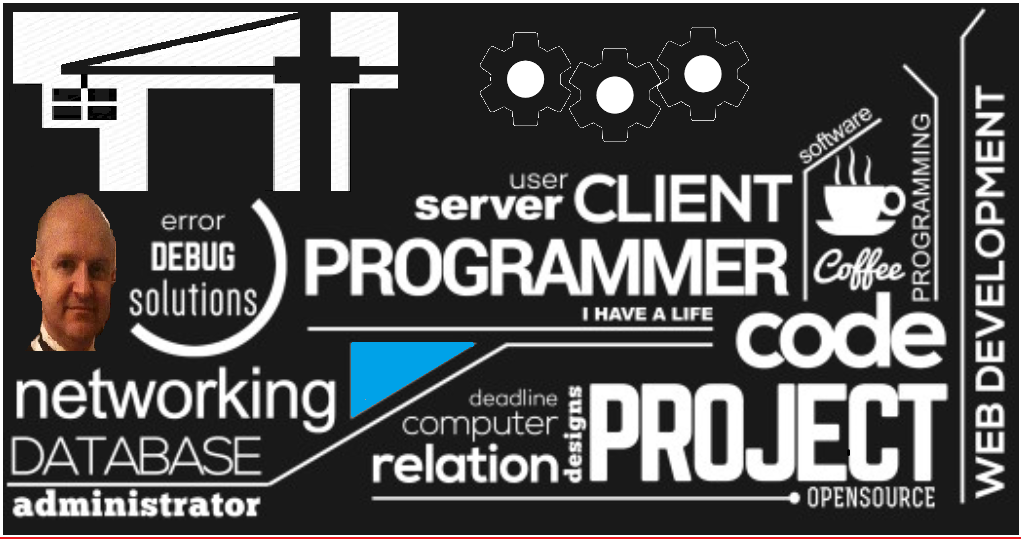 software
PROGRAMMING
WEB DEVELOPMENT
user
server CLIENT
PROGRAMMER
I HAVE A LIFE
Coffee
code
error
DEBUG
solutions
networking
DATABASE
administrator
deadline
computer
relation
designs
PROJECT
OPENSOURCE